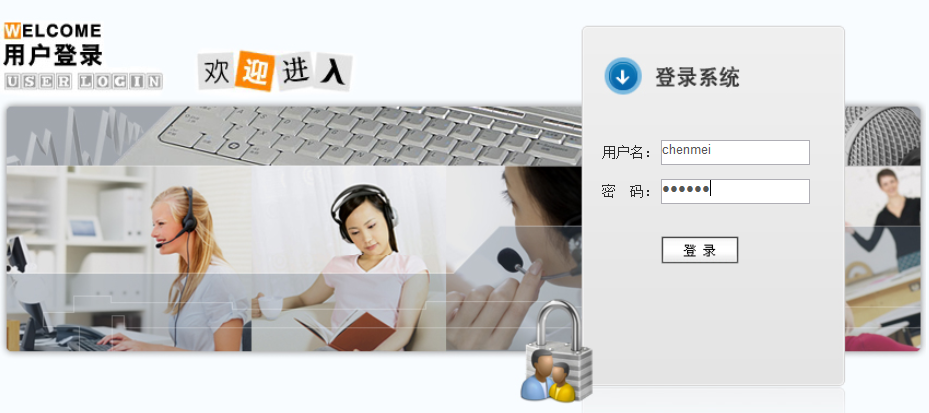 WELCOME
用户登录
USER LOGIN
欢迎进入
登录系统
用户名：chenmei
密 码：●●●●●●
登 录